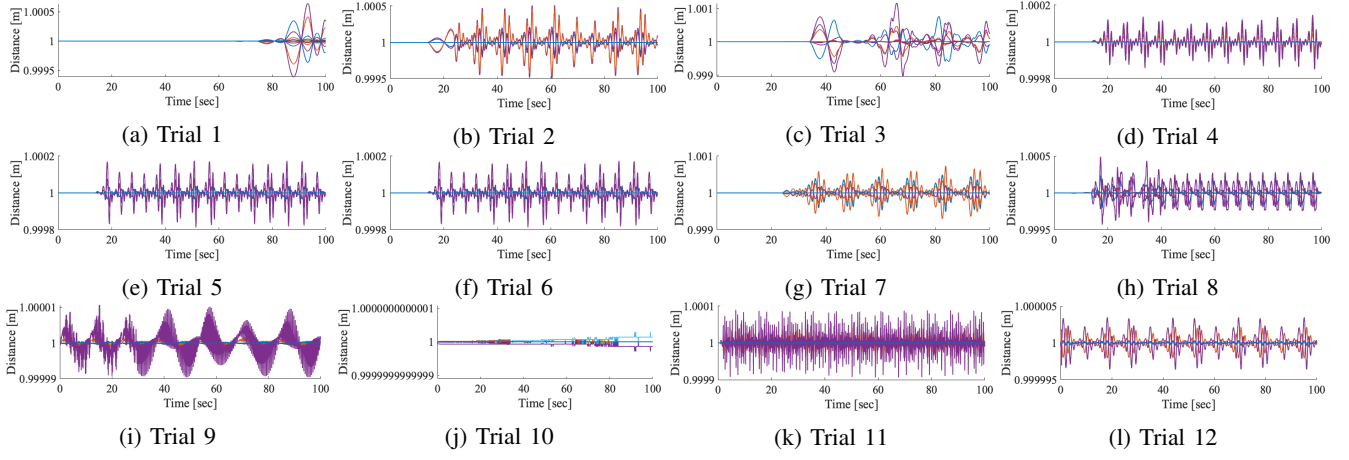 Distance [m]
1.0005
1
0.9995
0 20 40 60 80 100
Time [sec]
(a) Trial 1
Distance [m]
1.0005
1
0.9995
0 20 40 60 80 100
Time [sec]
(b) Trial 2
Distance [m]
1.001
1
0.999
0 20 40 60 80 100
Time [sec]
(c) Trial 3
Distance [m]
1.0002
1
0.9998
0 20 40 60 80 100
Time [sec]
(d) Trial 4
Distance [m]
1.0002
1
0.9998
0 20 40 60 80 100
Time [sec]
(e) Trial 5
Distance [m]
1.0002
1
0.9998
0 20 40 60 80 100
Time [sec]
(f) Trial 6
Distance [m]
1.001
1
0.999
0 20 40 60 80 100
Time [sec]
(g) Trial 7
Distance [m]
1.0005
1
0.9995
0 20 40 60 80 100
Time [sec]
(h) Trial 8
Distance [m]
1.00001
1
0.99999
0 20 40 60 80 100
Time [sec]
(i) Trial 9
Distance [m]
1.0000000000001
1
0.9999999999999
0 20 40 60 80 100
Time [sec]
(j) Trial 10
Distance [m]
1.0001
1
0.9999
0 20 40 60 80 100
Time [sec]
(k) Trial 11
Distance [m]
1.000005
1
0.999995
0 20 40 60 80 100
Time [sec]
(l) Trial 12